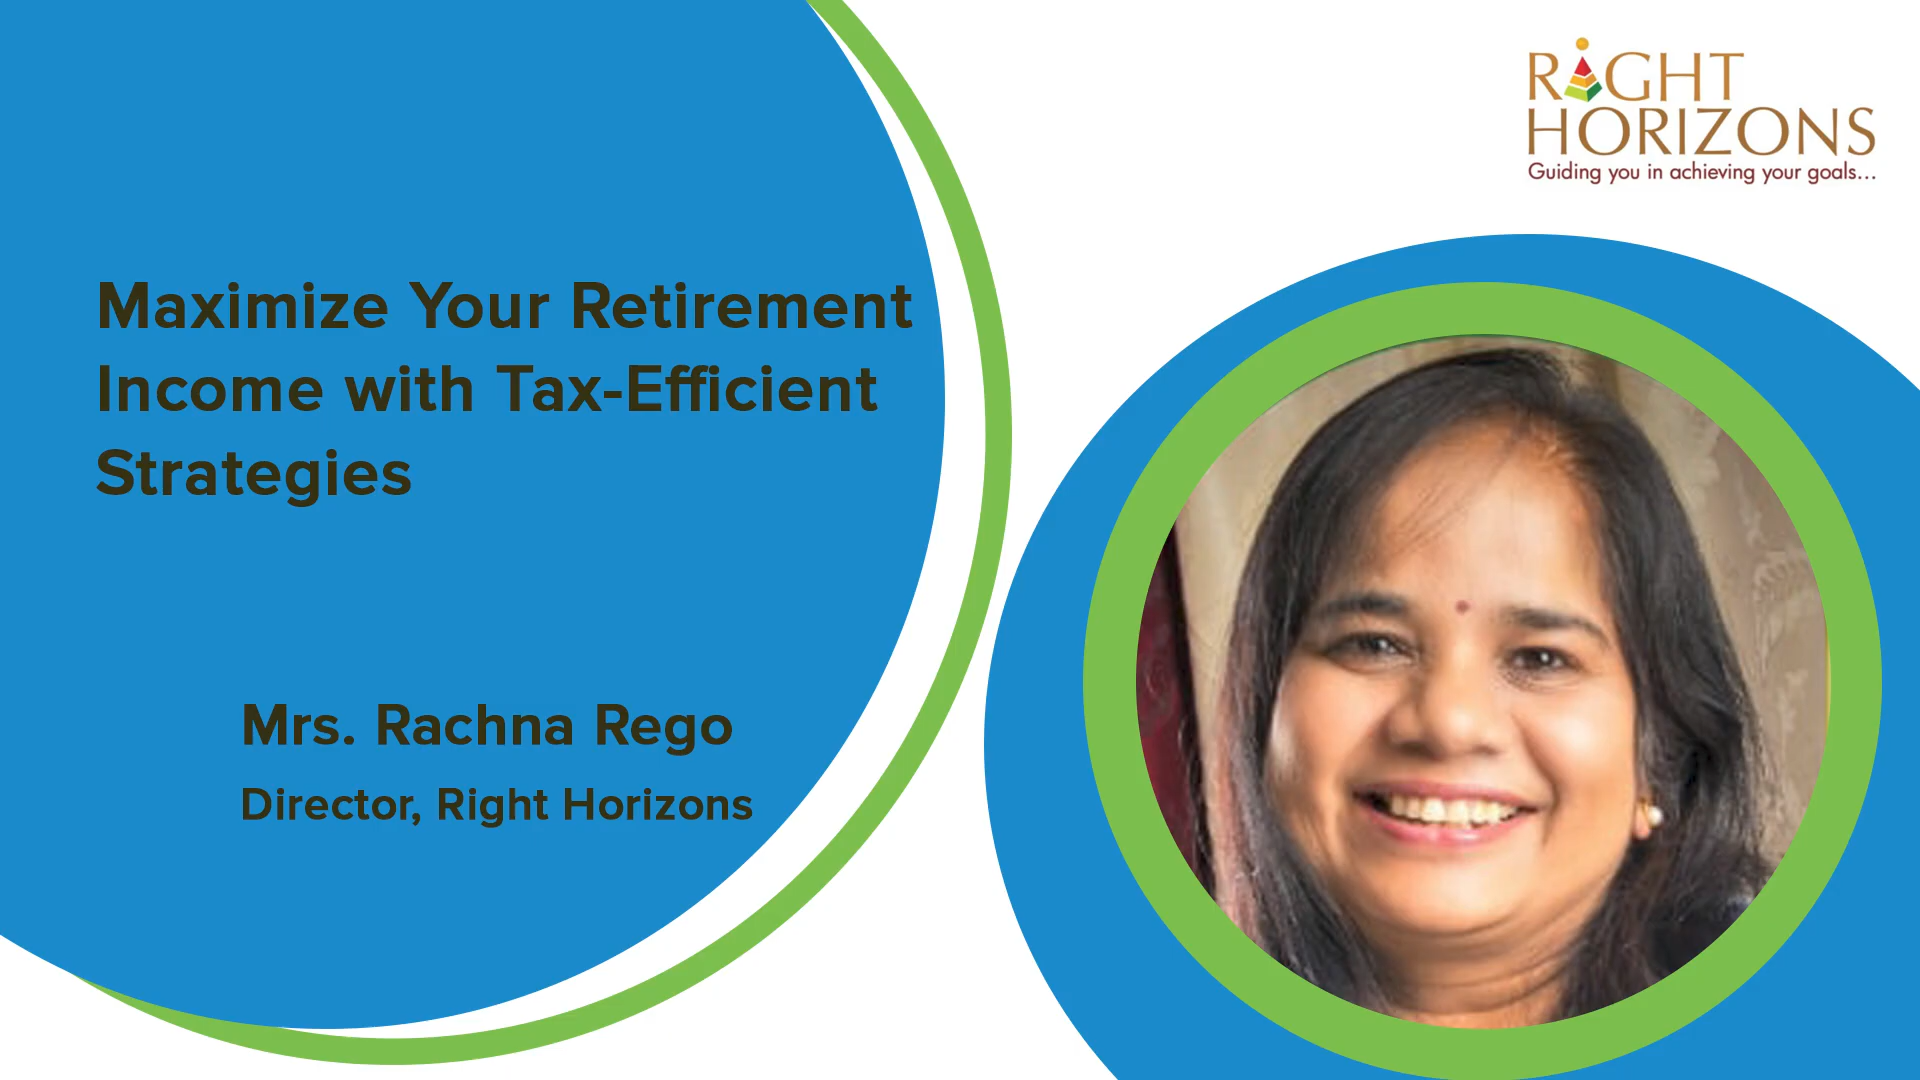 RIGHT
HORIZONS
Guiding you in achieving your goals...
Maximize Your Retirement
Income with Tax-Efficient
Strategies
Mrs. Rachna Rego
Director, Right Horizons